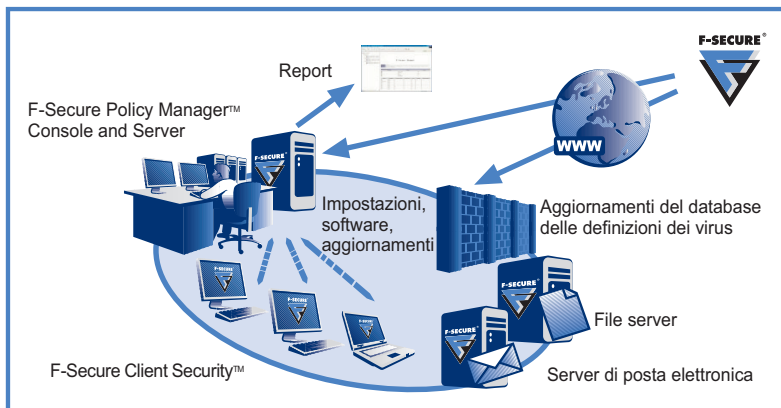 F-SECURE®
Report
F-Secure Policy Manager™
Console and Server
F-SECURE
www
Impostazioni,
software,
aggiornamenti
Aggiornamenti del database
delle definizioni dei virus
F-SECURE
File server
F-SECURE
F-Secure Client Security™
Server di posta elettronica